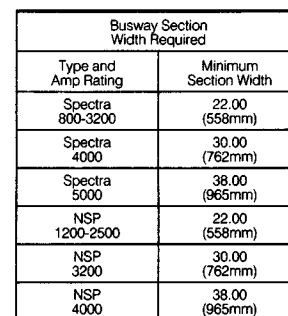 Busway Section
Width Required
Type and
Amp Rating
Minimum
Section Width
Spectra
800-3200
22.00
(558mm)
Spectra
4000
30.00
(762mm)
Spectra
5000
38.00
(965mm)
NSP
1200-2500
22.00
(558mm)
NSP
3200
30.00
(762mm)
NSP
4000
38.00
(965mm)